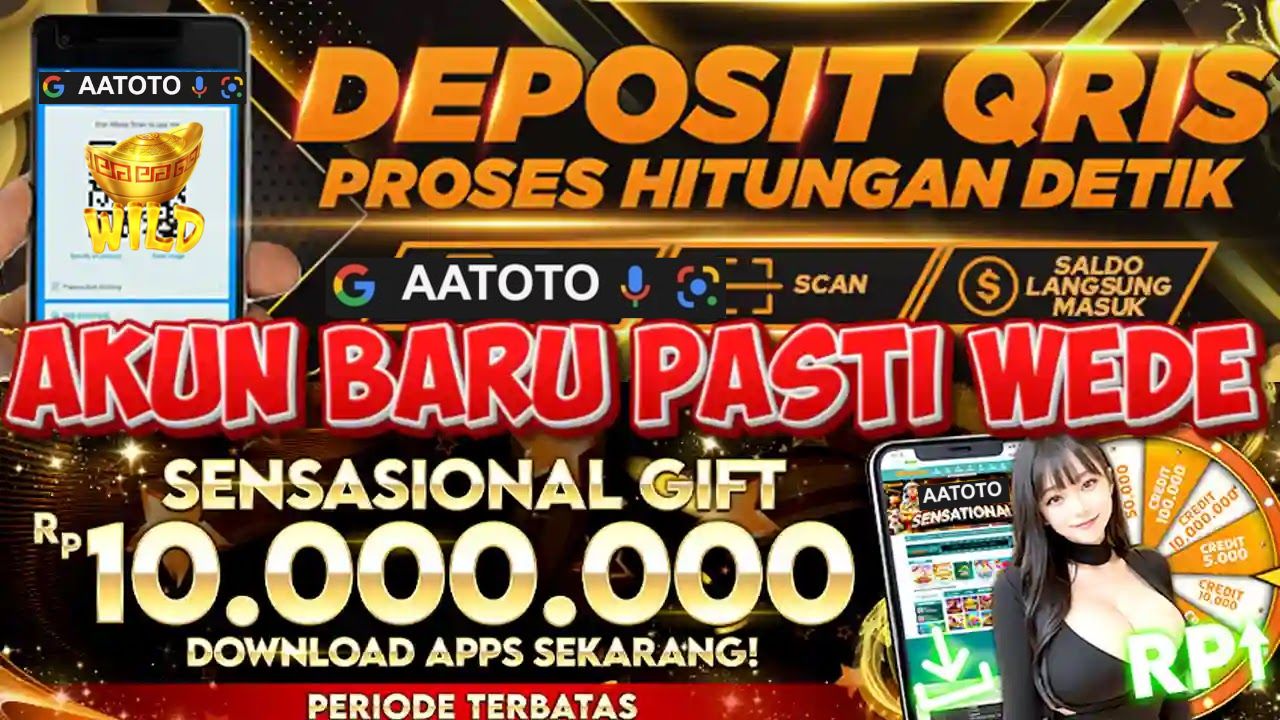 AATOTO
WILD
DEPOSIT QRIS
PROSES HITUNGAN DETIK
AATOTO
SCAN
SALDO
LANGSUNG
MASUK
AKUN BARU PASTI WEDE
SENSASIONAL GIFT
Rp10.000.000
DOWNLOAD APPS SEKARANG!
PERIODE TERBATAS
AATOTO
SENSATIONAL
50.000
CREDIT
100.000
CREDIT
10.000.000
CREDIT
5.000
CREDIT
10.000
RP↑